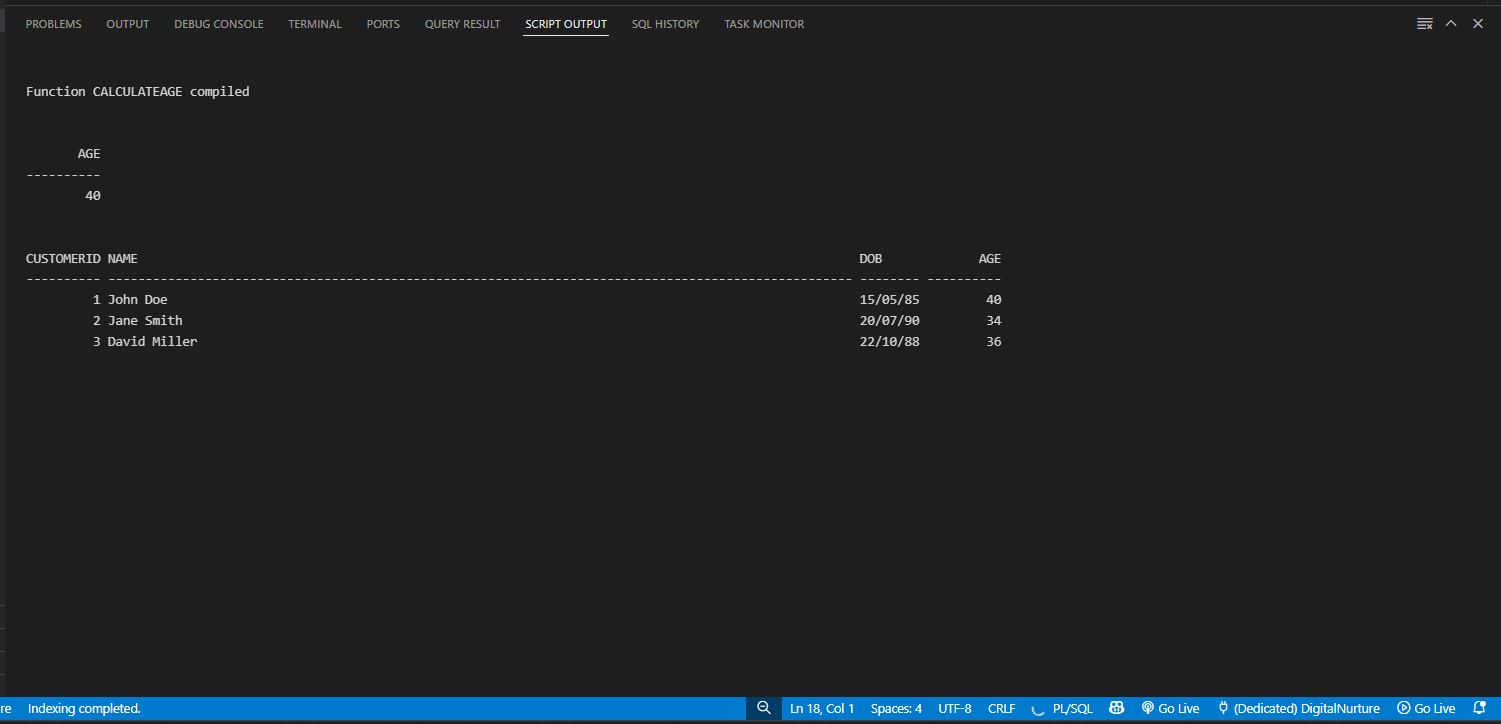 PROBLEMS OUTPUT DEBUG CONSOLE TERMINAL PORTS QUERY RESULT SCRIPT OUTPUT SQL HISTORY TASK MONITOR
Function CALCULATEAGE compiled
AGE
----------
40
CUSTOMERID NAME DOB AGE
---------- ---------------------------------------------------------------------------------------------------- -------- ----------
1 John Doe 15/05/85 40
2 Jane Smith 20/07/90 34
3 David Miller 22/10/88 36
re Indexing completed. Ln 18, Col 1 Spaces: 4 UTF-8 CRLF PL/SQL Go Live (Dedicated) DigitalNurture Go Live